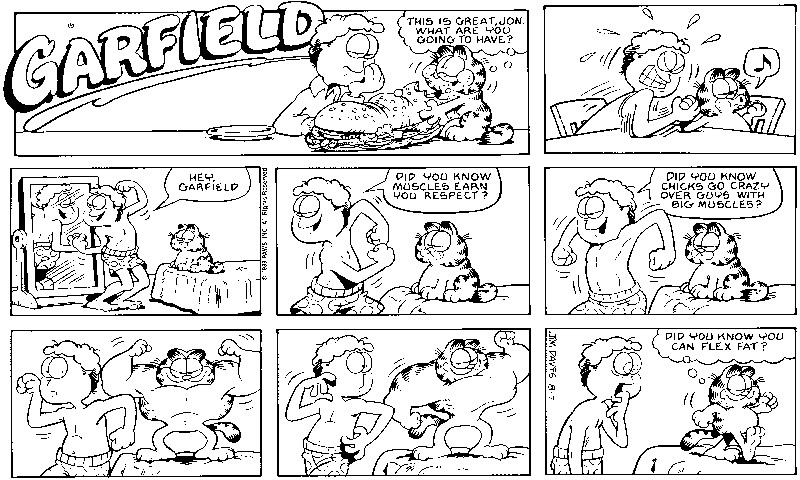 GARFIELD
®
THIS IS GREAT, JON.
WHAT ARE YOU
GOING TO HAVE?
HEY,
GARFIELD
DID YOU KNOW
MUSCLES EARN
YOU RESPECT?
DID YOU KNOW
CHICKS GO CRAZY
OVER GUYS WITH
BIG MUSCLES?
JIM DAVIS 8-7
DID YOU KNOW YOU
CAN FLEX FAT?